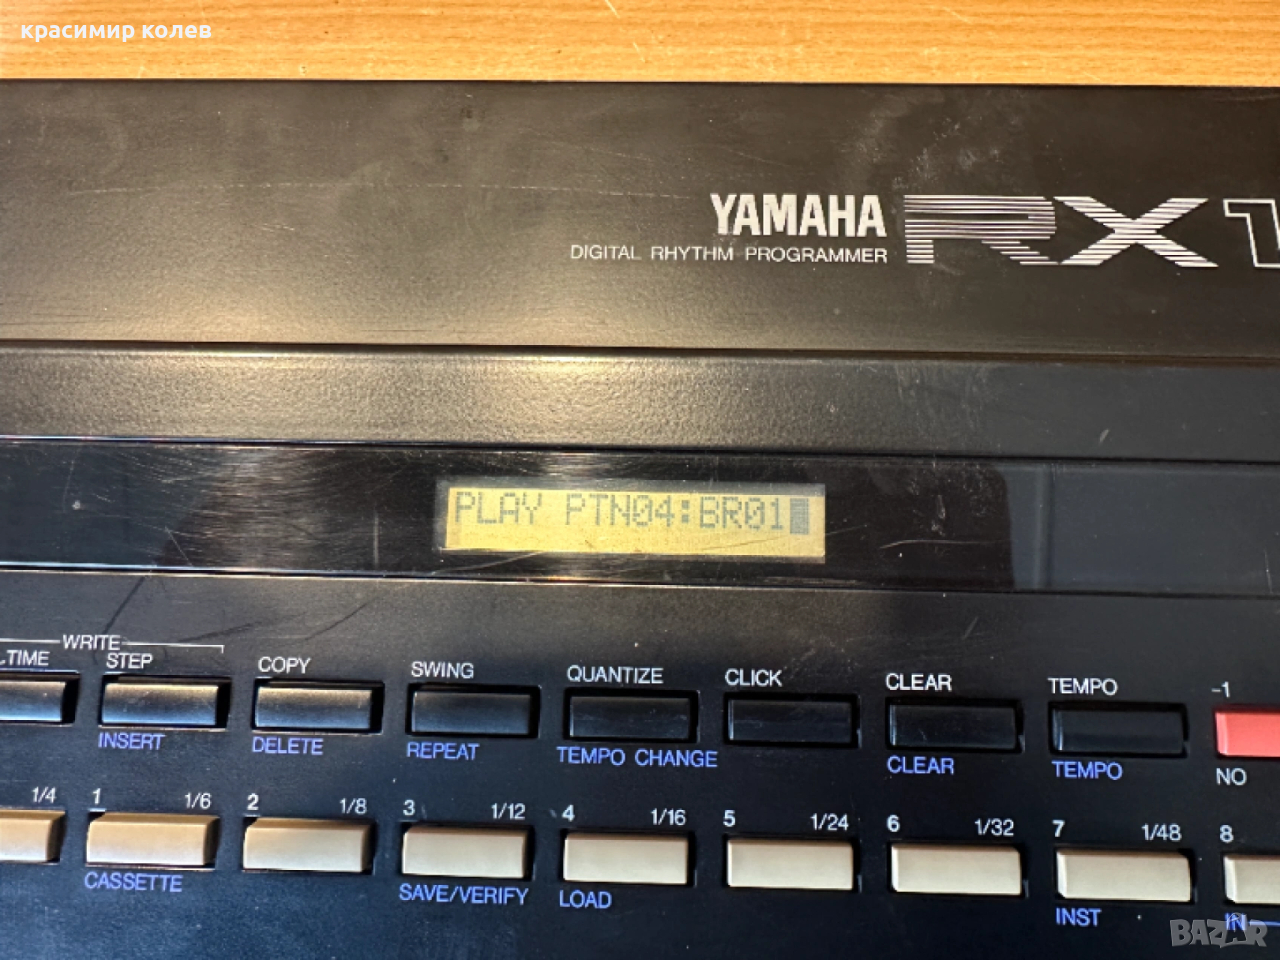 красимир колев
YAMAHA RX1
DIGITAL RHYTHM PROGRAMMER
PLAY PTN04:BR01
WRITE
TIME STEP COPY SWING QUANTIZE CLICK CLEAR TEMPO -1
INSERT DELETE REPEAT TEMPO CHANGE CLEAR TEMPO NO
1/4 1 1/6 2 1/8 3 1/12 4 1/16 5 1/24 6 1/32 7 1/48 8
CASSETTE SAVE/VERIFY LOAD INST IN
BAZAR